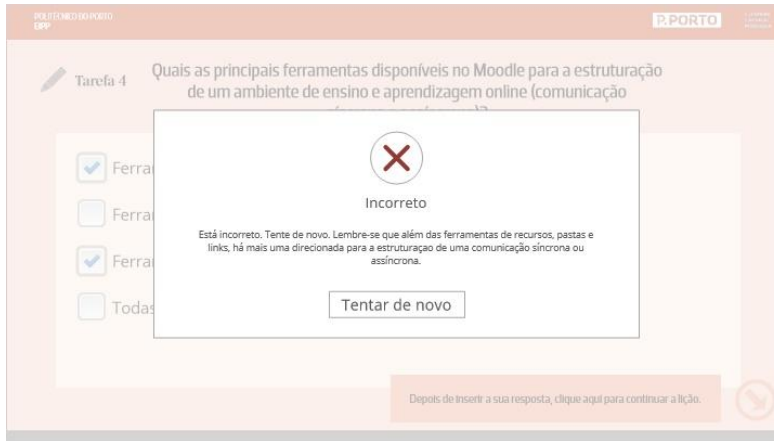 POLITÉCNICO DO PORTO
P.PORTO
Tarefa 4
Quais as principais ferramentas disponíveis no Moodle para a estruturação
de um ambiente de ensino e aprendizagem online (comunicação
Ferra
Incorreto
Ferra
Está incorreto. Tente de novo. Lembre-se que além das ferramentas de recursos, pastas e
links, há mais uma direcionada para a estruturaçao de uma comunicação síncrona ou
assíncrona.
Ferra
Todas
Tentar de novo
Depois de inserir a sua resposta, clique aqui para continuar a lição.